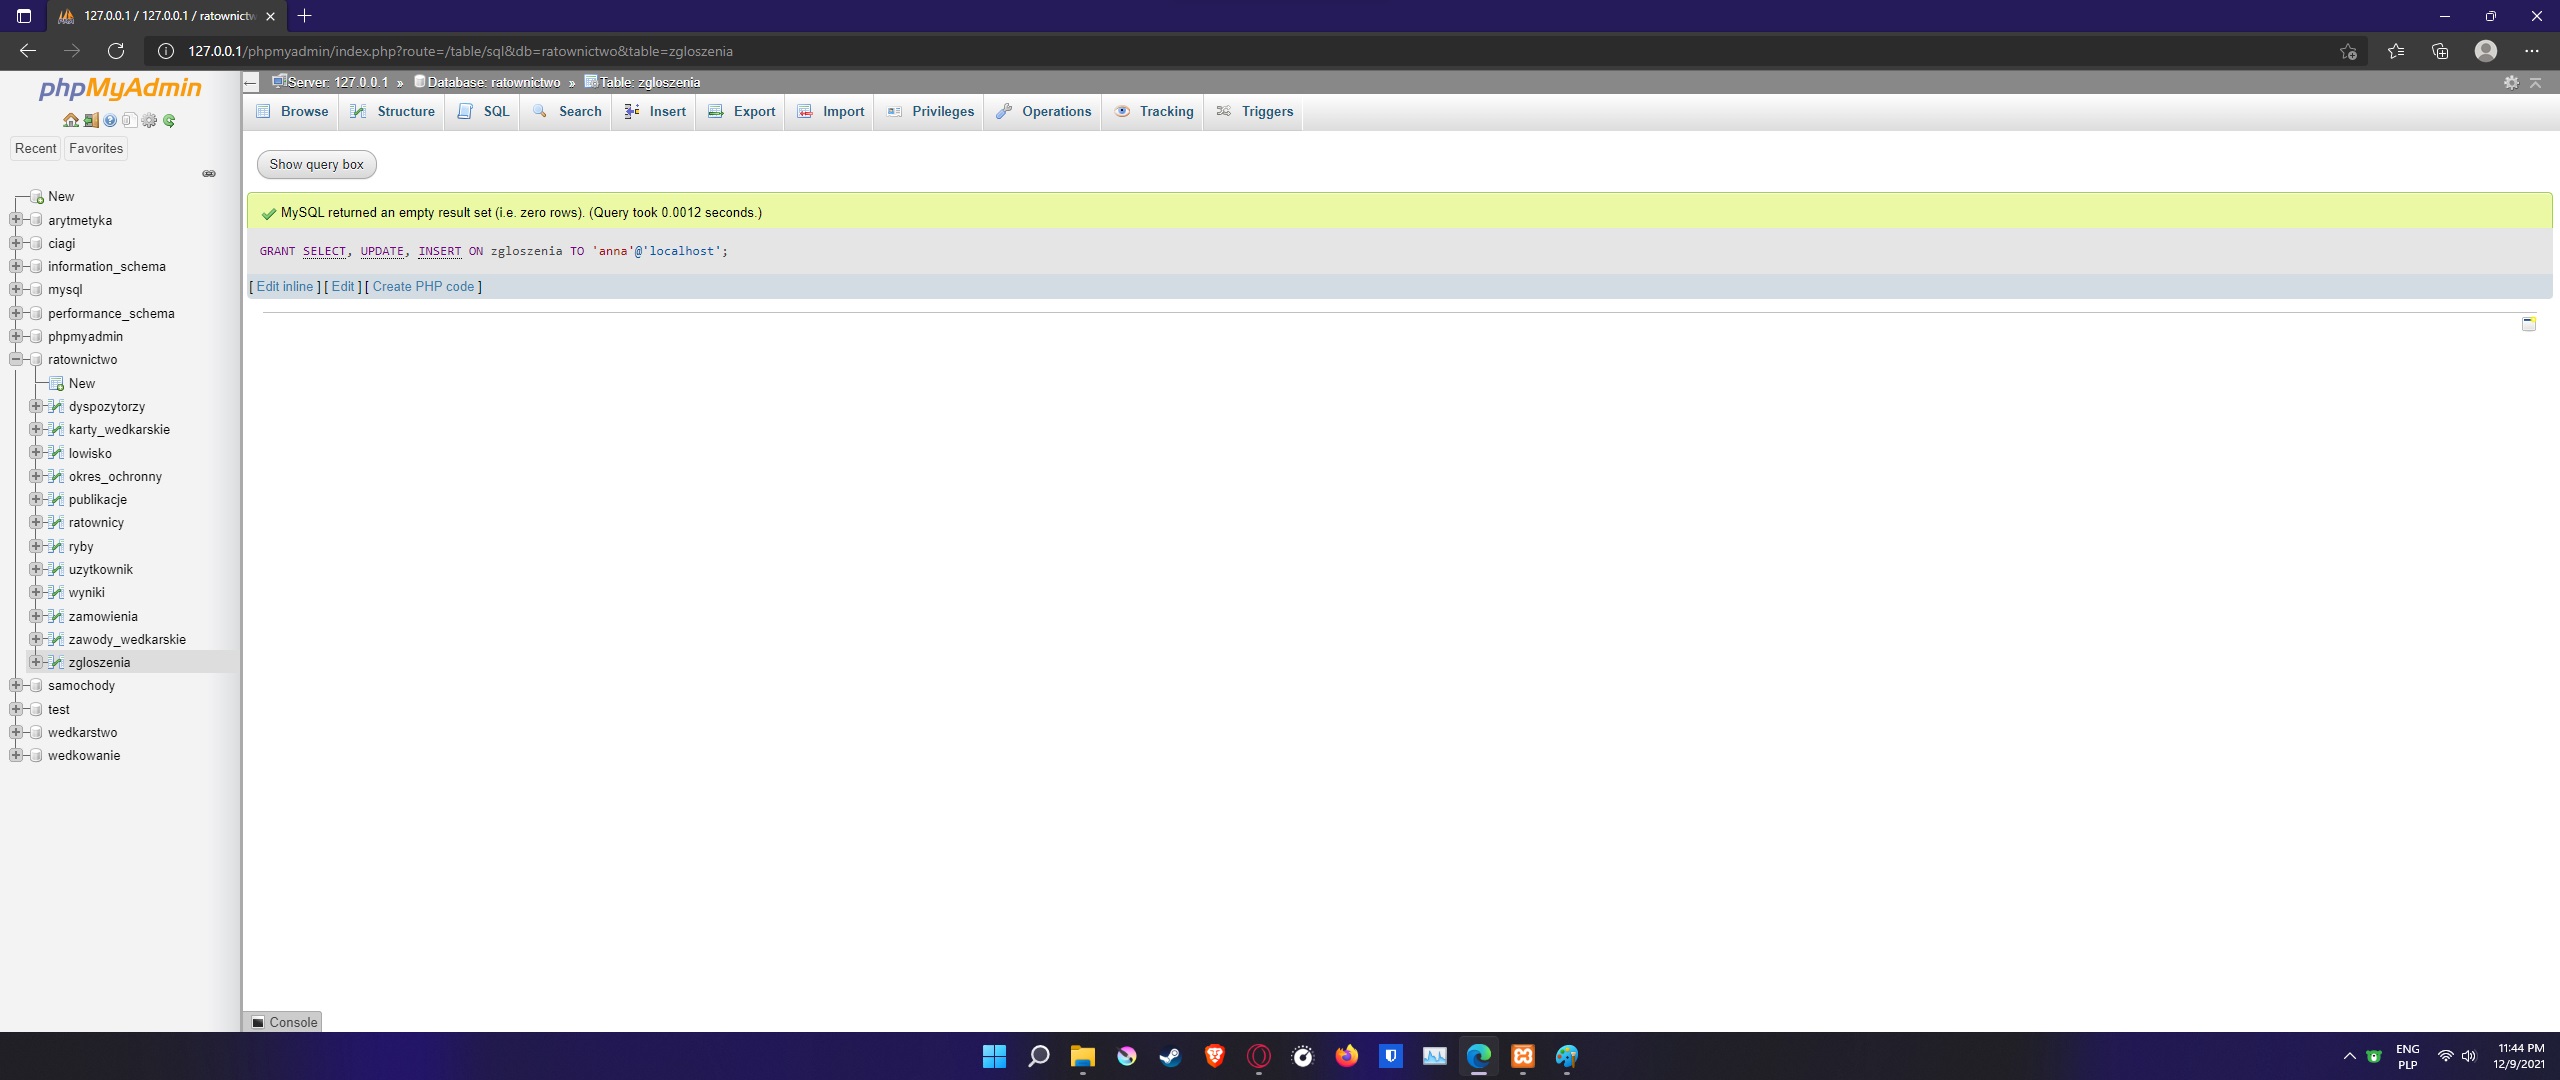 127.0.0.1 / 127.0.0.1 / ratownictw
127.0.0.1/phpmyadmin/index.php?route=/table/sql&db=ratownictwo&table=zgloszenia
phpMyAdmin
Recent
Favorites
New
arytmetyka
ciagi
information_schema
mysql
performance_schema
phpmyadmin
ratownictwo
New
dyspozytorzy
karty_wedkarskie
lowisko
okres_ochronny
publikacje
ratownicy
ryby
uzytkownik
wyniki
zamowienia
zawody_wedkarskie
zgloszenia
samochody
test
wedkarstwo
wedkowanie
Server: 127.0.0.1 » Database: ratownictwo » Table: zgloszenia
Browse Structure SQL Search Insert Export Import Privileges Operations Tracking Triggers
Show query box
MySQL returned an empty result set (i.e. zero rows). (Query took 0.0012 seconds.)
GRANT SELECT, UPDATE, INSERT ON zgloszenia TO 'anna'@'localhost';
[ Edit inline ] [ Edit ] [ Create PHP code ]
Console
ENG
PLP
11:44 PM
12/9/2021